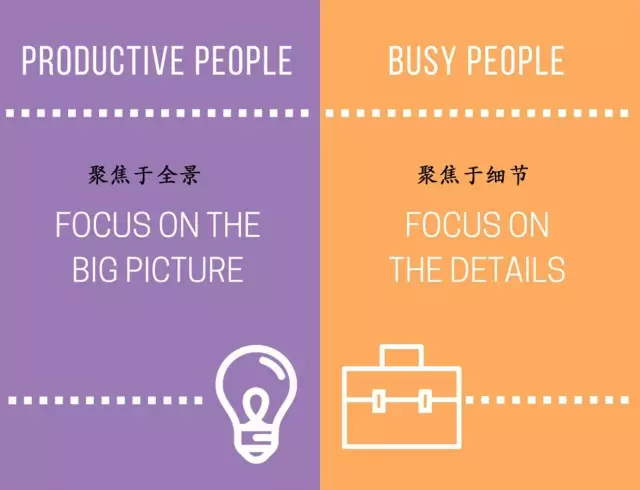 PRODUCTIVE PEOPLE
聚焦于全景
FOCUS ON THE
BIG PICTURE
BUSY PEOPLE
聚焦于细节
FOCUS ON
THE DETAILS